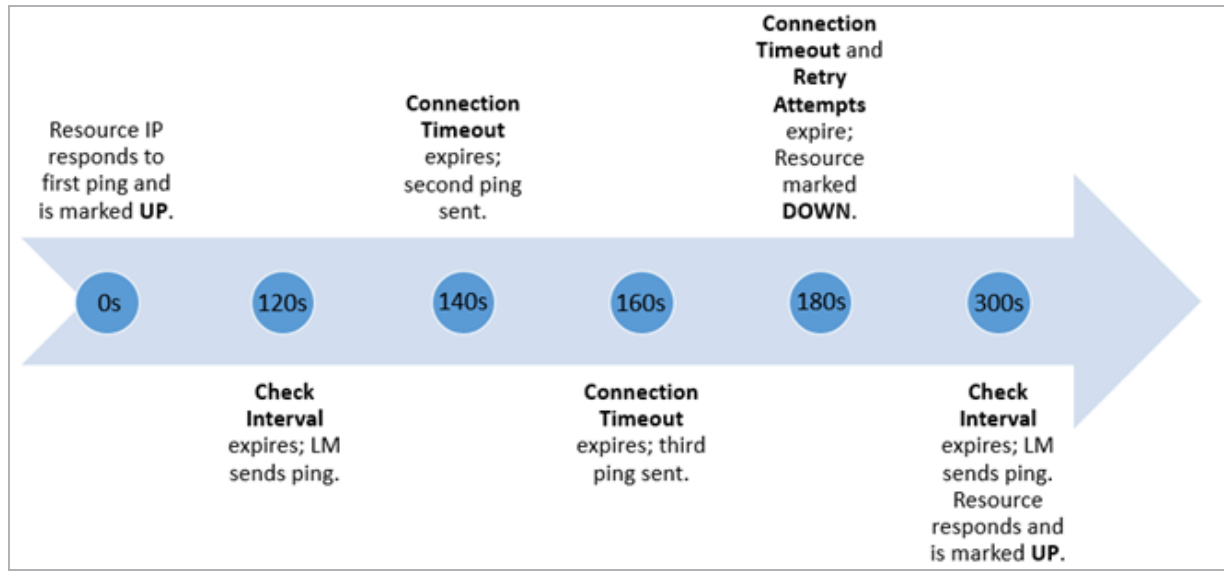 Resource IP
responds to
first ping and
is marked UP.
Connection
Timeout
expires;
second ping
sent.
Connection
Timeout and
Retry
Attempts
expire;
Resource
marked
DOWN.
0s
120s
140s
160s
180s
300s
Check
Interval
expires; LM
sends ping.
Connection
Timeout
expires; third
ping sent.
Check
Interval
expires; LM
sends ping.
Resource
responds and
is marked UP.